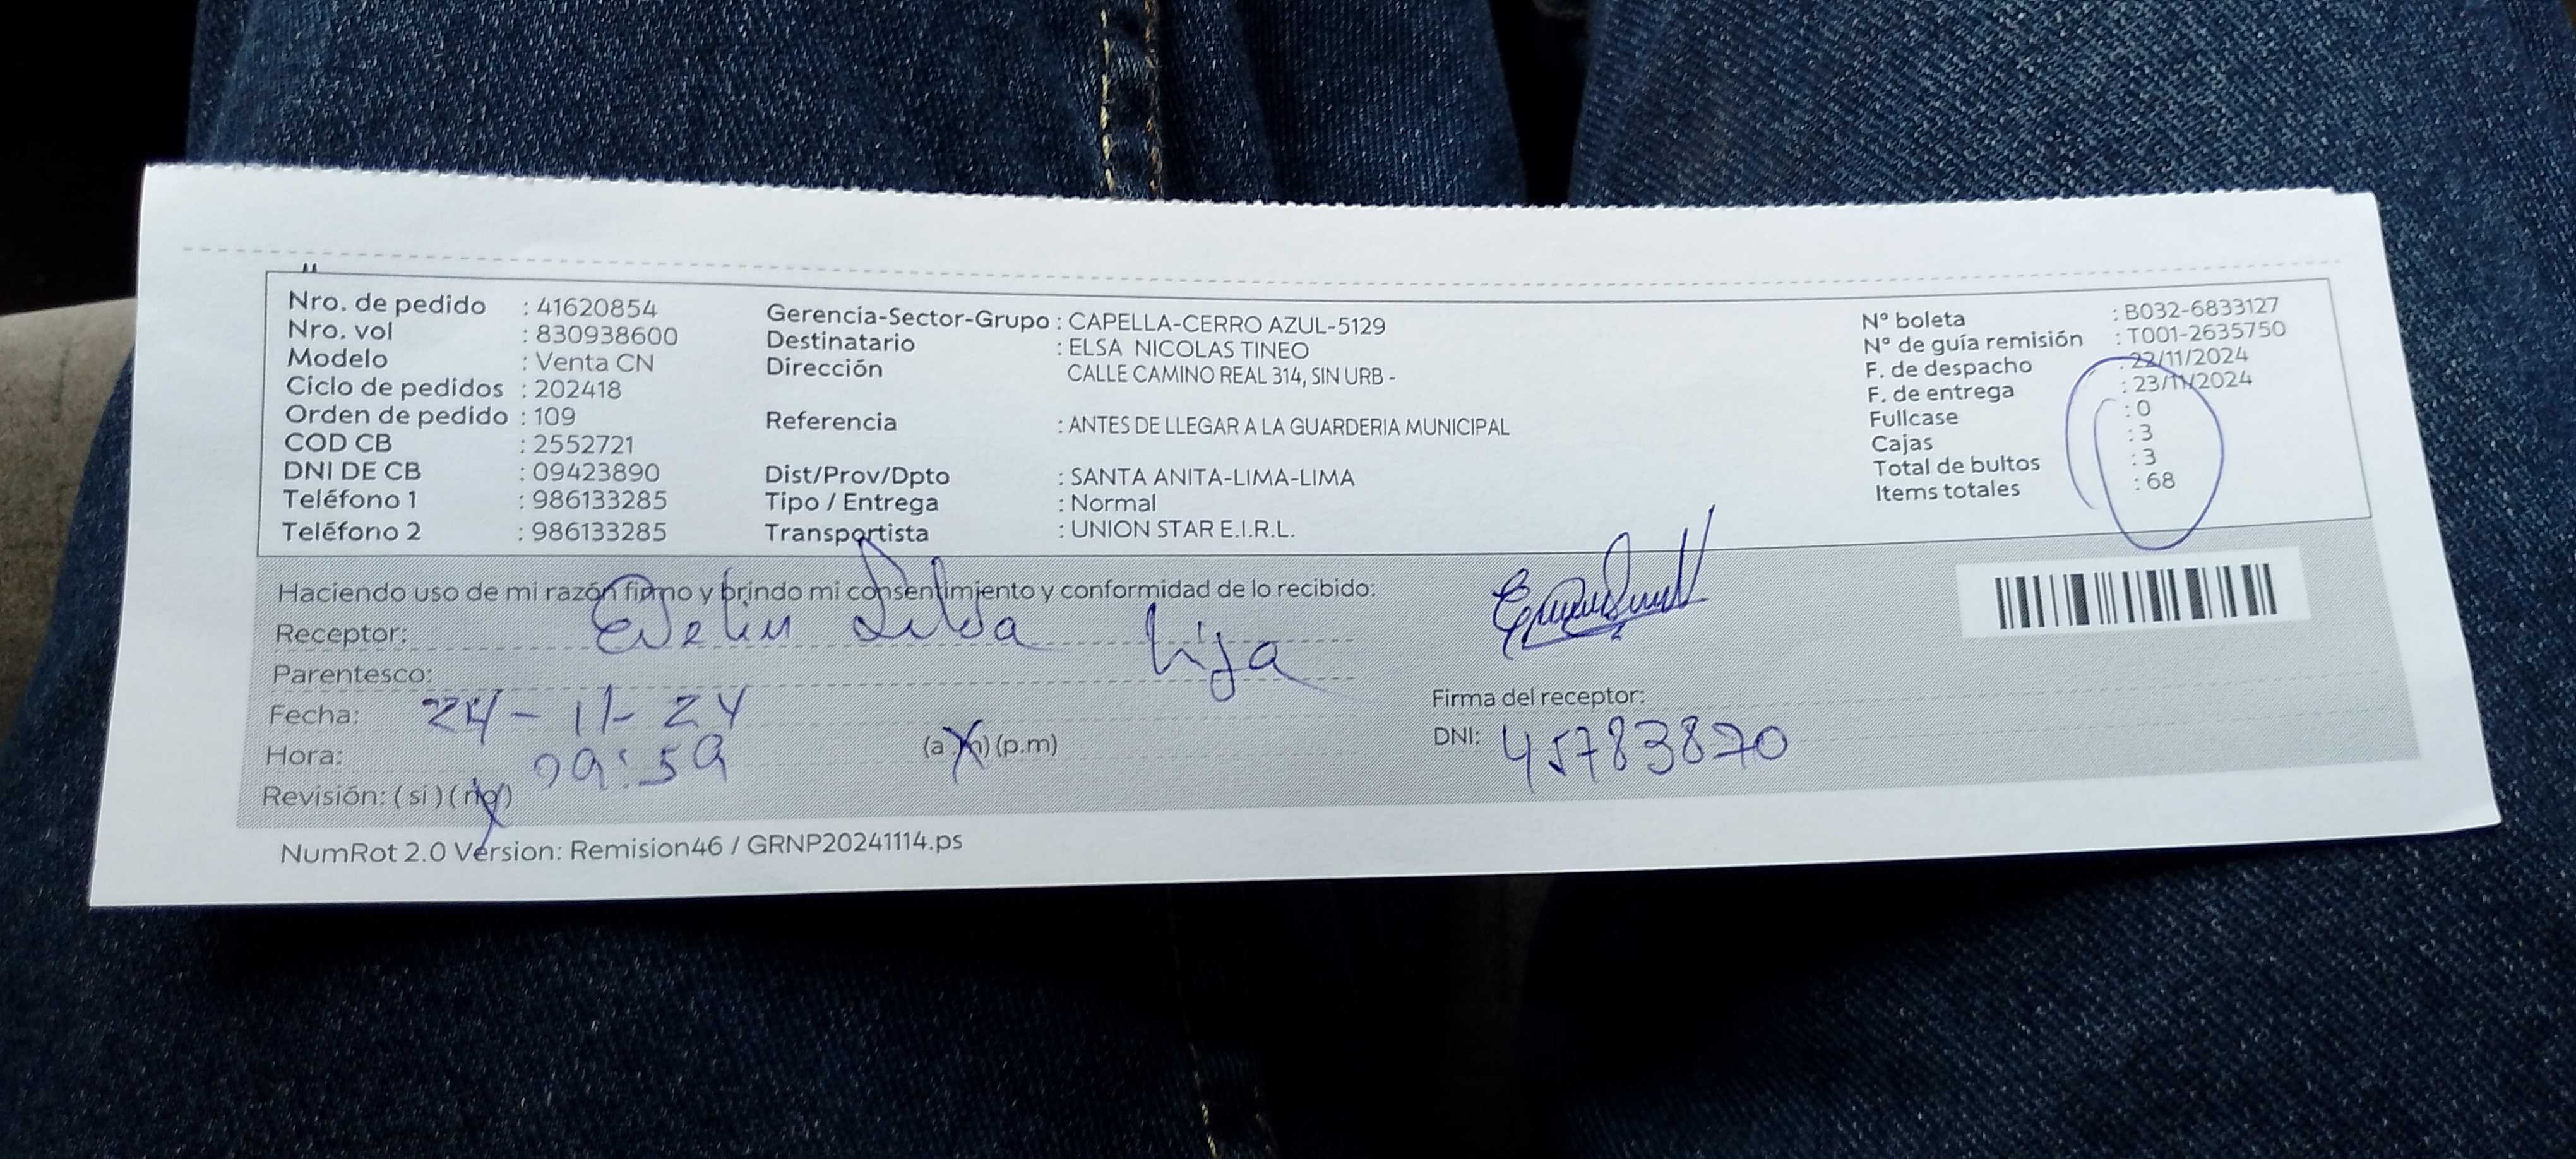 Nro. de pedido : 41620854
Nro. vol : 830938600
Modelo : Venta CN
Ciclo de pedidos : 202418
Orden de pedido : 109
COD CB : 2552721
DNI DE CB : 09423890
Teléfono 1 : 986133285
Teléfono 2 : 986133285
Gerencia-Sector-Grupo : CAPELLA-CERRO AZUL-5129
Destinatario : ELSA NICOLAS TINEO
Dirección CALLE CAMINO REAL 314, SIN URB -
Referencia : ANTES DE LLEGAR A LA GUARDERIA MUNICIPAL
Dist/Prov/Dpto : SANTA ANITA-LIMA-LIMA
Tipo / Entrega : Normal
Transportista : UNION STAR E.I.R.L.
Nº boleta : B032-6833127
Nº de guía remisión : T001-2635750
F. de despacho : 22/11/2024
F. de entrega : 23/11/2024
Fullcase : 0
Cajas : 3
Total de bultos : 3
Items totales : 68
Haciendo uso de mi razón firmo y brindo mi consentimiento y conformidad de lo recibido:
Receptor: Evelin Silva
Parentesco: hija
Fecha: 24-11-24
Hora: 09:59 (a.m) (p.m)
Revisión: (si) (no)
Firma del receptor:
DNI: 45783870
NumRot 2.0 Version: Remision46 / GRNP20241114.ps